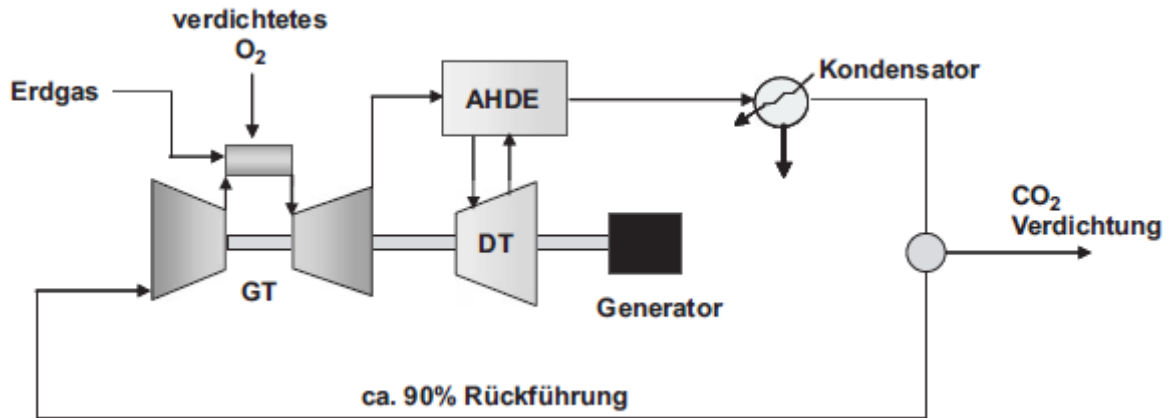 verdichtetes
O₂
Erdgas
AHDE
Kondensator
CO₂
Verdichtung
DT
GT
Generator
ca. 90% Rückführung